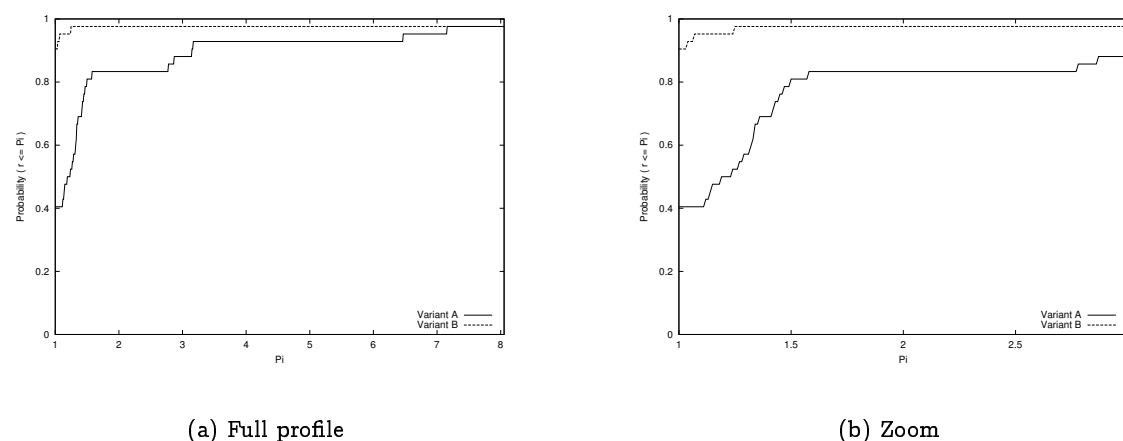 1
0.8
0.6
0.4
0.2
0
Probability ( r <= Pi )
1 2 3 4 5 6 7 8
Pi
Variant A
Variant B
(a) Full profile
1
0.8
0.6
0.4
0.2
0
Probability ( r <= Pi )
1 1.5 2 2.5
Pi
Variant A
Variant B
(b) Zoom